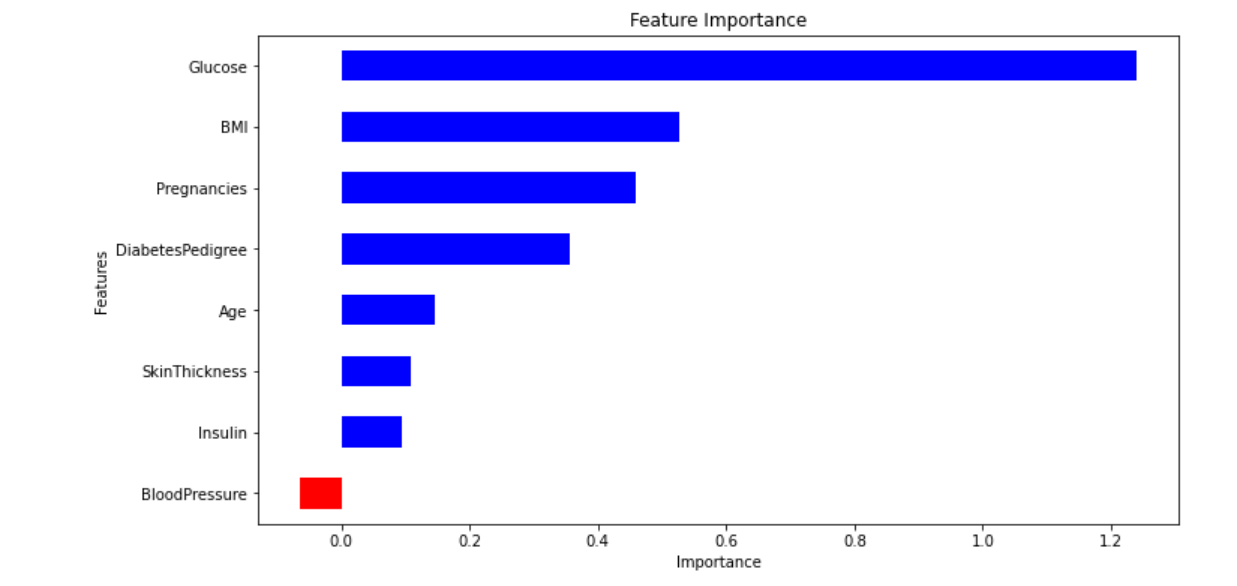 Feature Importance
Glucose
BMI
Pregnancies
DiabetesPedigree
Age
SkinThickness
Insulin
BloodPressure
Features
0.0 0.2 0.4 0.6 0.8 1.0 1.2
Importance